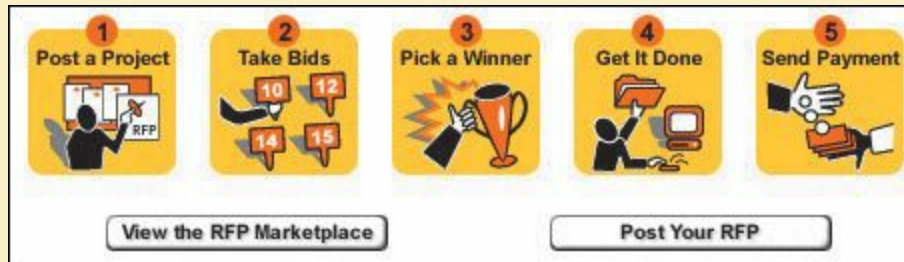 1
Post a Project
RFP
2
Take Bids
10
12
14
15
3
Pick a Winner
4
Get It Done
5
Send Payment
View the RFP Marketplace
Post Your RFP